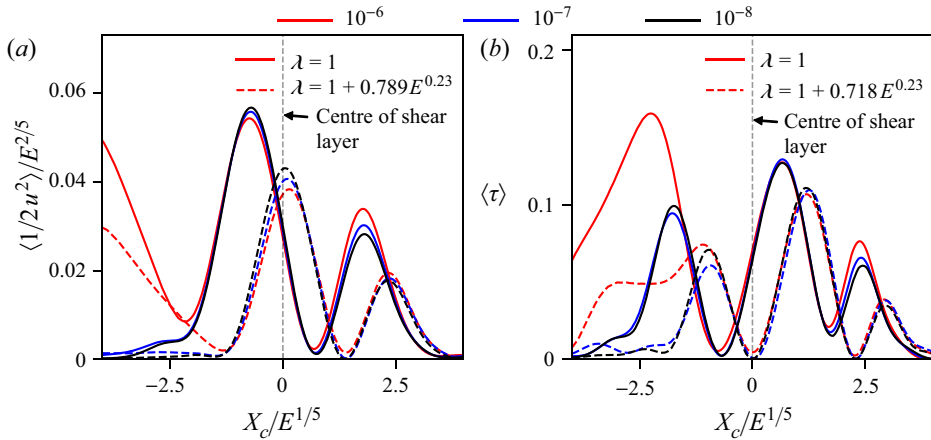 10⁻⁶ 10⁻⁷ 10⁻⁸
(a)
λ = 1
λ = 1 + 0.789E^0.23
Centre of shear
layer
0.06
0.04
0.02
0
⟨1/2u²⟩/E^2/5
−2.5 0 2.5
X_c/E^1/5
(b)
λ = 1
λ = 1 + 0.718E^0.23
Centre of shear
layer
0.2
0.1
0
⟨τ⟩
−2.5 0 2.5
X_c/E^1/5